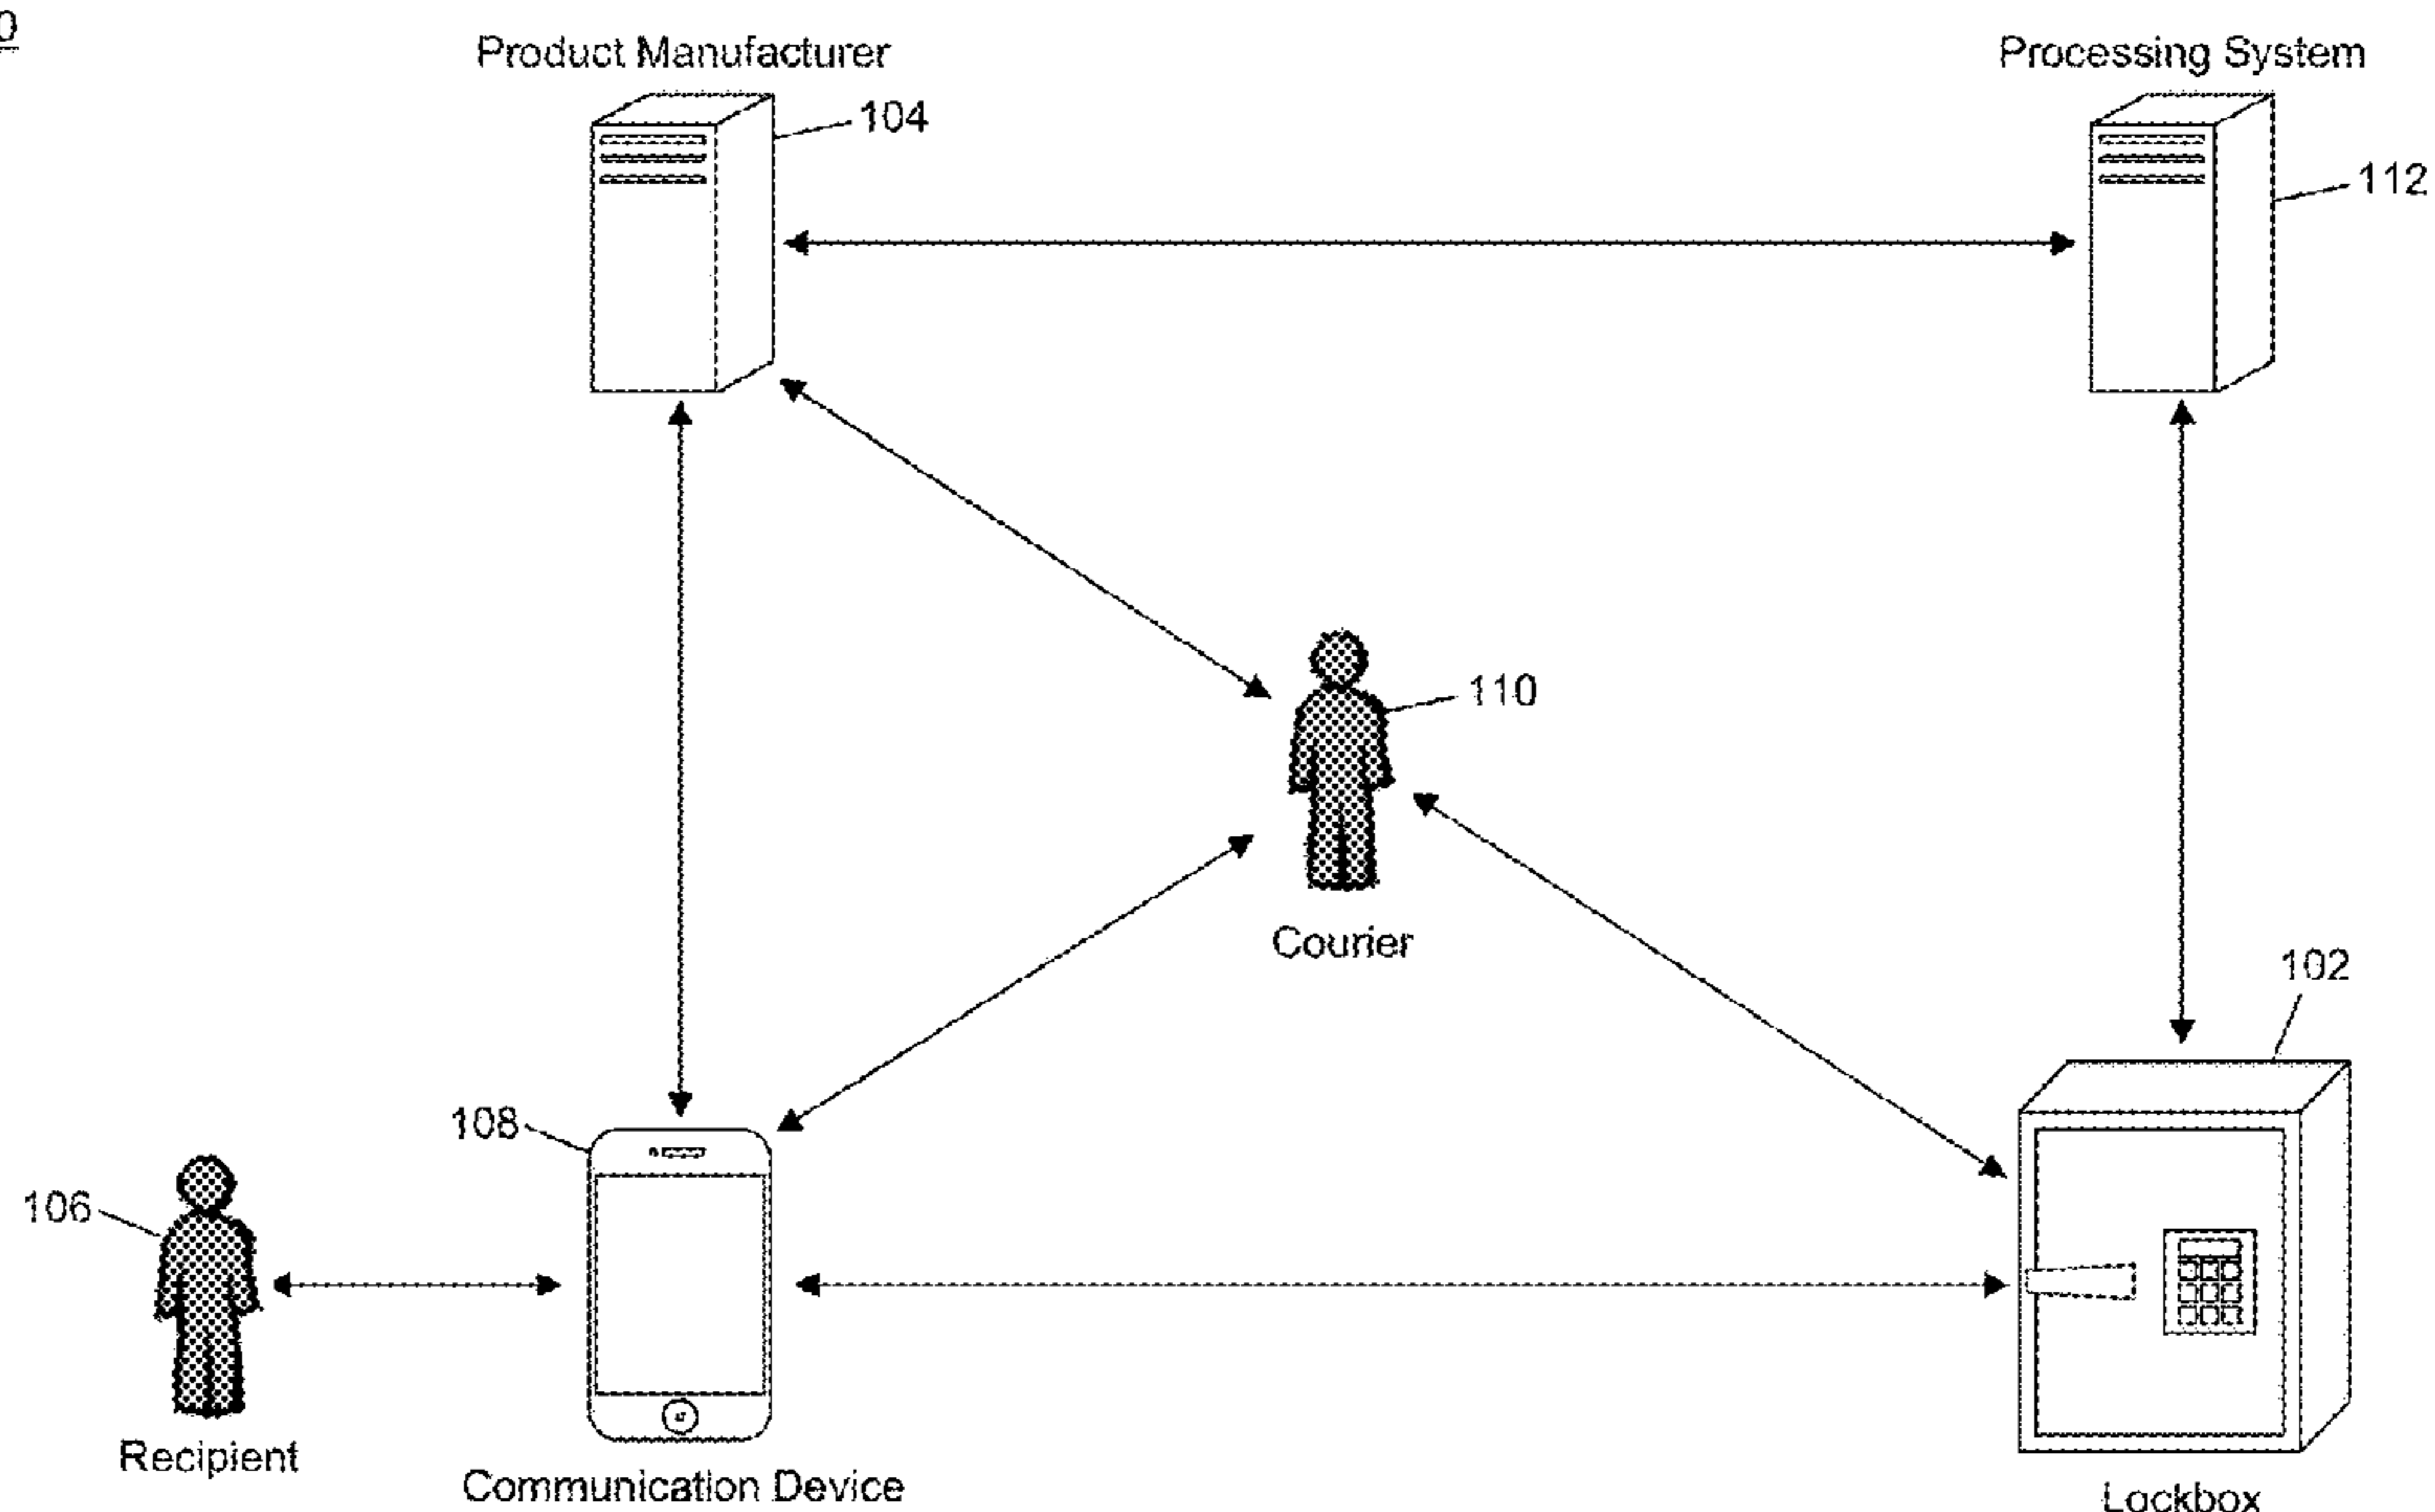 Product Manufacturer
Processing System
104
112
110
Courier
102
108
106
Recipient
Communication Device
Lockbox